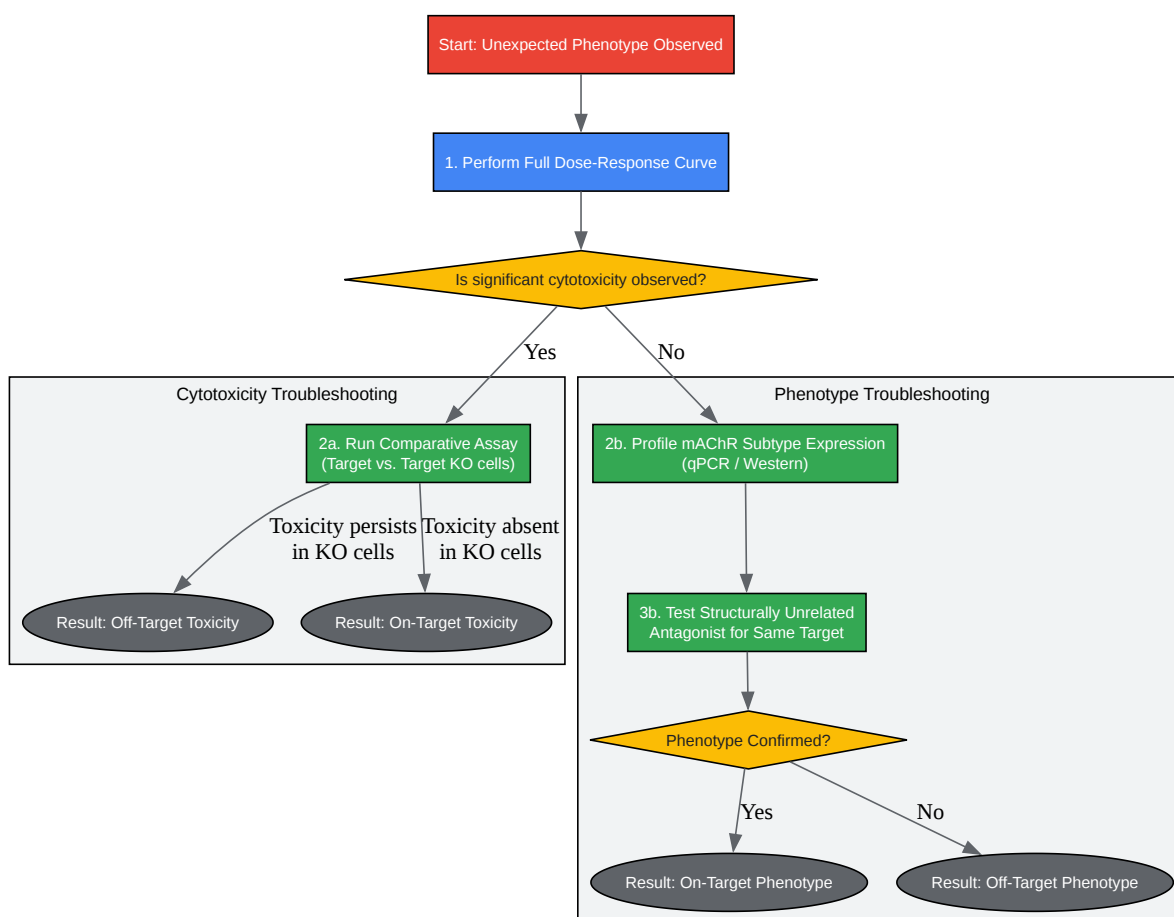 Start: Unexpected Phenotype Observed
1. Perform Full Dose-Response Curve
Is significant cytotoxicity observed?
Yes
No
Cytotoxicity Troubleshooting
2a. Run Comparative Assay
(Target vs. Target KO cells)
Toxicity persists
in KO cells
Toxicity absent
in KO cells
Result: Off-Target Toxicity
Result: On-Target Toxicity
Phenotype Troubleshooting
2b. Profile mAChR Subtype Expression
(qPCR / Western)
3b. Test Structurally Unrelated
Antagonist for Same Target
Phenotype Confirmed?
Yes
No
Result: On-Target Phenotype
Result: Off-Target Phenotype